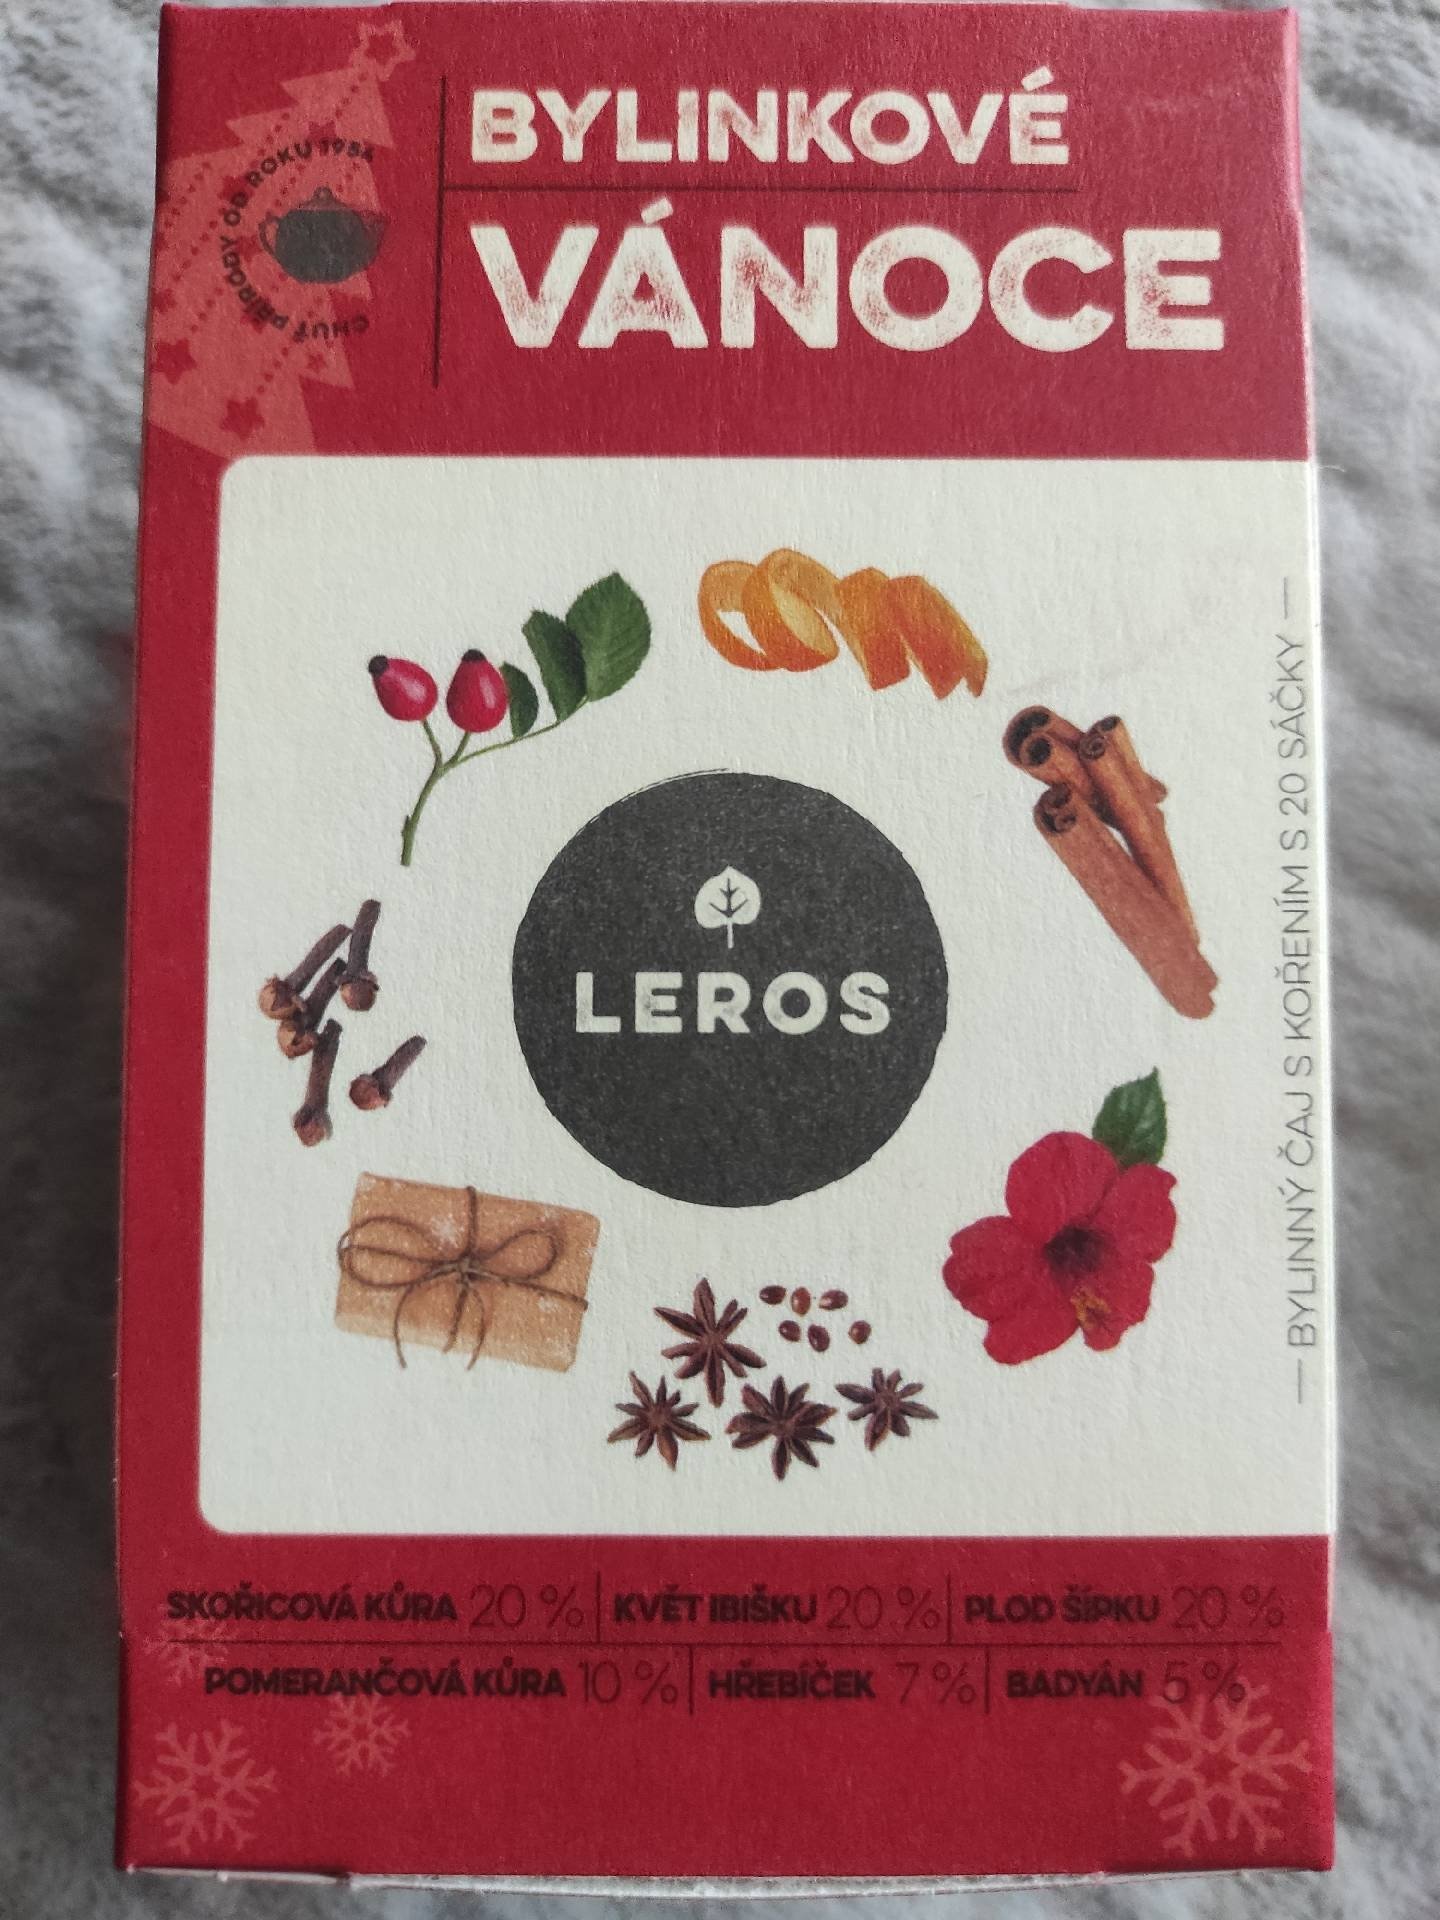 BYLINKOVÉ
VÁNOCE
CHUŤ PŘÍRODY OD ROKU 1954
LEROS
— BYLINNÝ ČAJ S KOŘENÍM S 20 SÁČKY —
SKOŘICOVÁ KŮRA 20 % | KVĚT IBIŠKU 20 % | PLOD ŠÍPKU 20 %
POMERANČOVÁ KŮRA 10 % | HŘEBÍČEK 7 % | BADYÁN 5 %